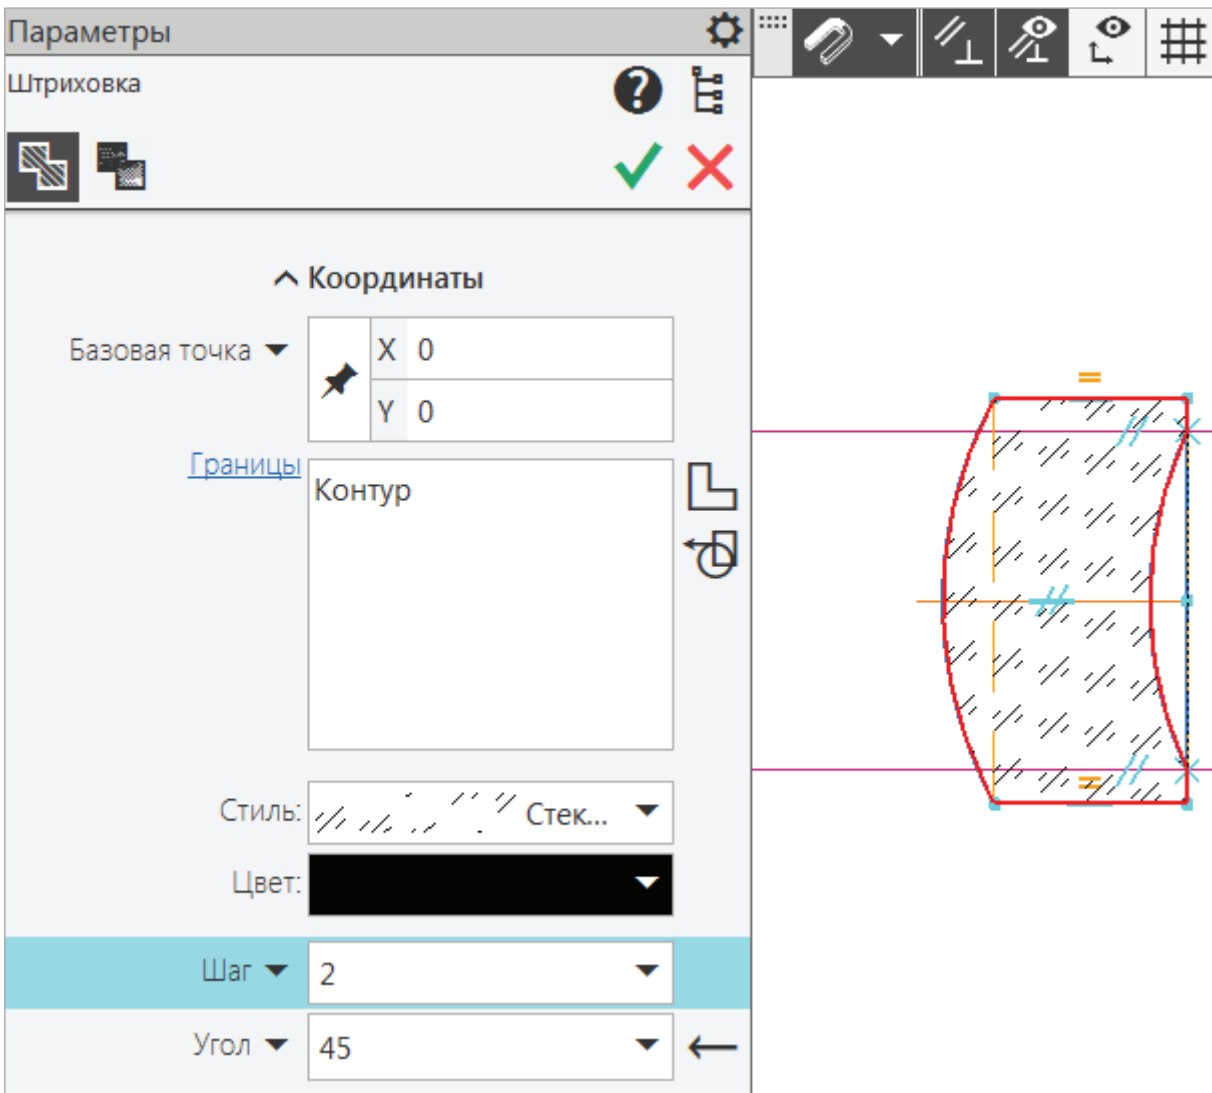 Параметры
Штриховка
Координаты
Базовая точка
X 0
Y 0
Границы
Контур
Стиль: Стек...
Цвет:
Шаг 2
Угол 45